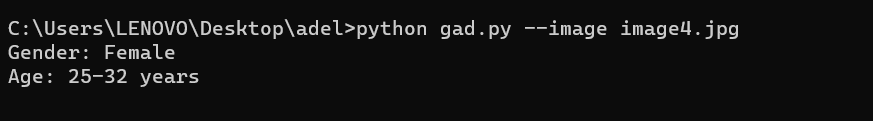 C:\Users\LENOVO\Desktop\adel>python gad.py --image image4.jpg
Gender: Female
Age: 25-32 years